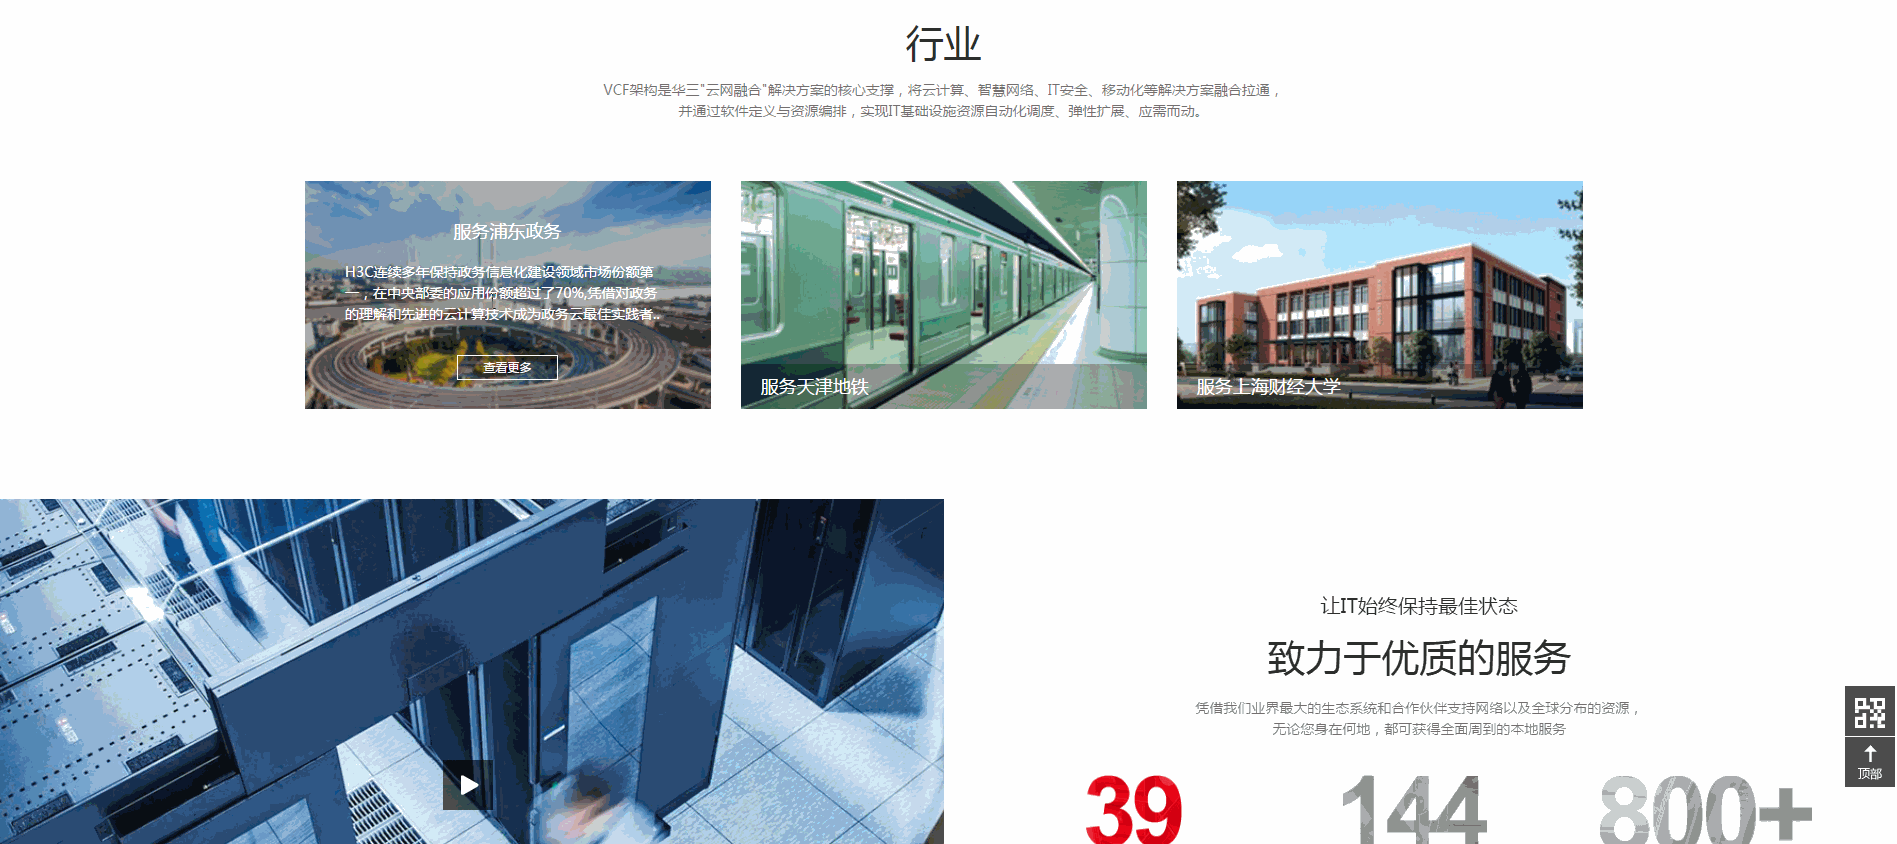 行业
VCF架构是华三"云网融合"解决方案的核心支撑，将云计算、智慧网络、IT安全、移动化等解决方案融合拉通，
并通过软件定义与资源编排，实现IT基础设施资源自动化调度、弹性扩展、应需而动。
服务浦东政务
H3C连续多年保持政务信息化建设领域市场份额第
一，在中央部委的应用份额超过了70%,凭借对政务
的理解和先进的云计算技术成为政务云最佳实践者..
查看更多
服务天津地铁
服务上海财经大学
让IT始终保持最佳状态
致力于优质的服务
凭借我们业界最大的生态系统和合作伙伴支持网络以及全球分布的资源，
无论您身在何地，都可获得全面周到的本地服务
39
144
800+
顶部